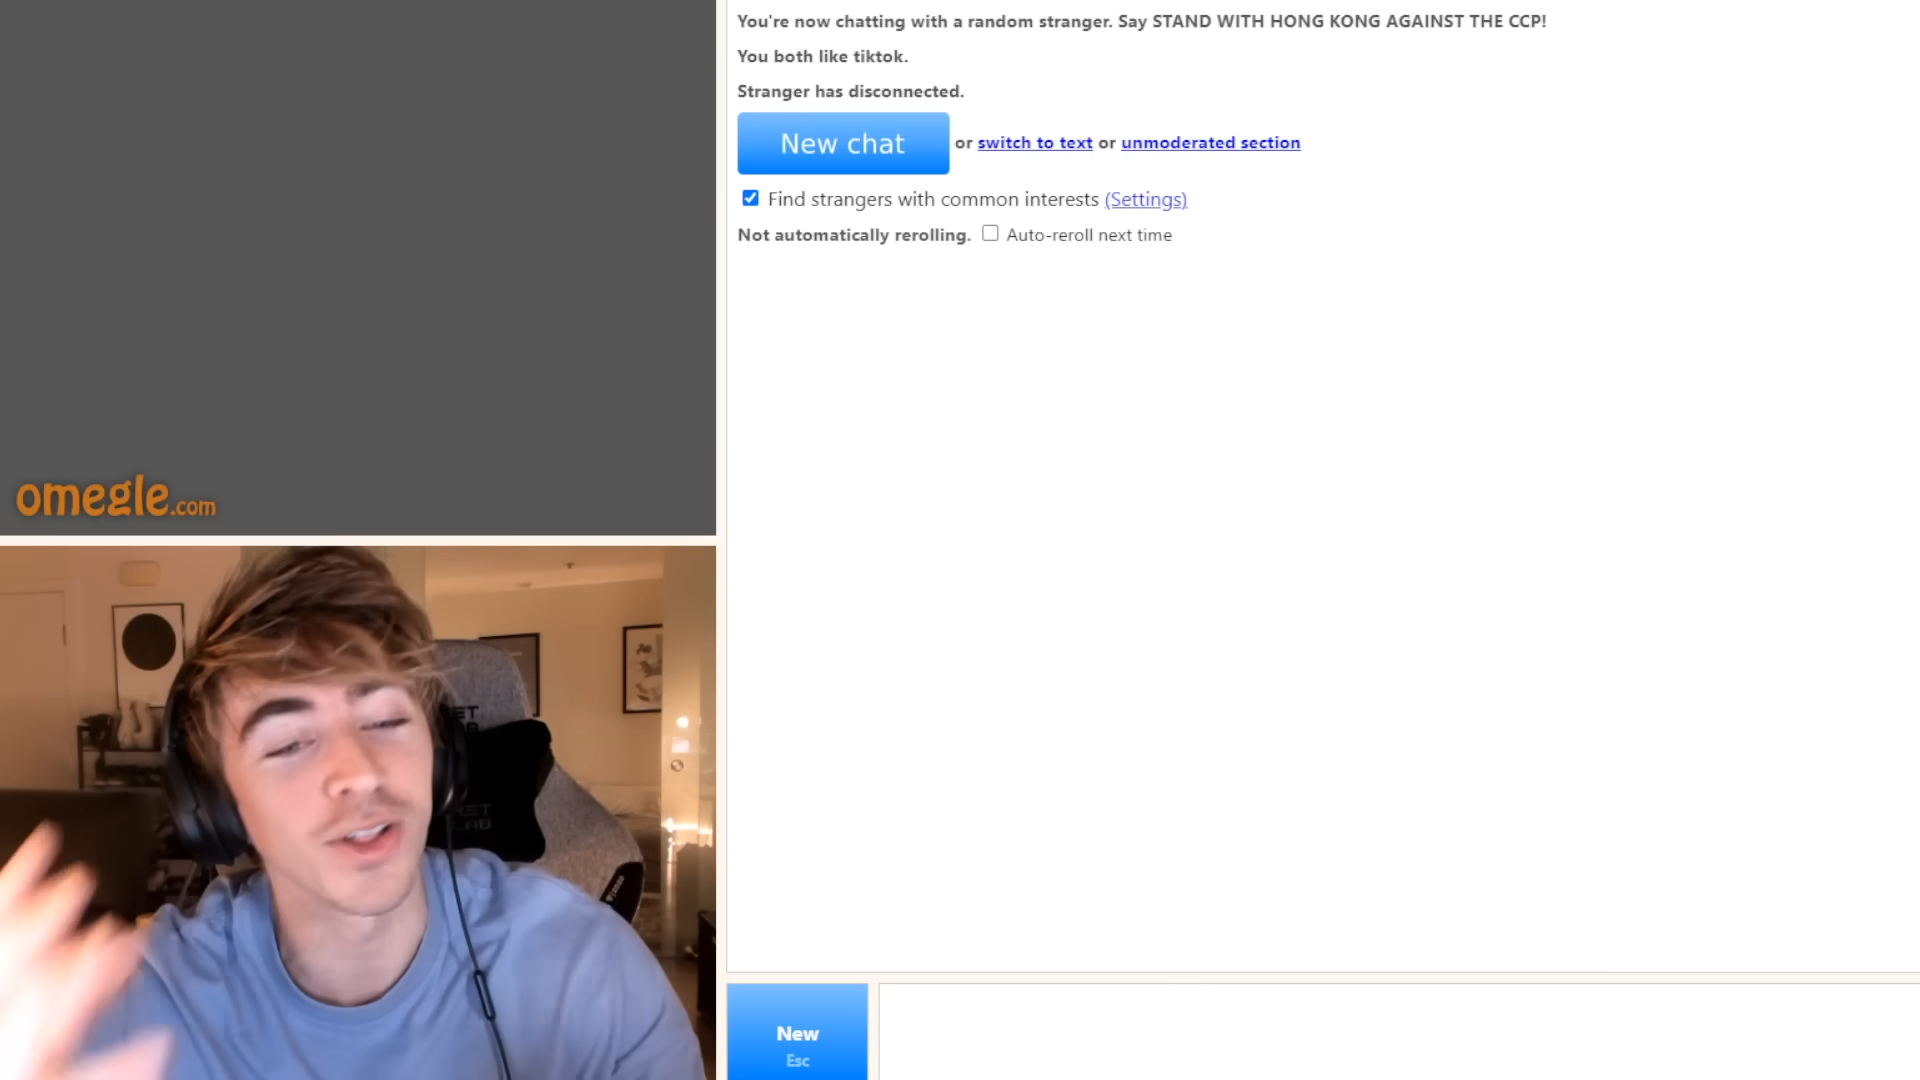 You're now chatting with a random stranger. Say STAND WITH HONG KONG AGAINST THE CCP!
You both like tiktok.
Stranger has disconnected.
New chat or switch to text or unmoderated section
Find strangers with common interests (Settings)
Not automatically rerolling. Auto-reroll next time
omegle.com
New
Esc